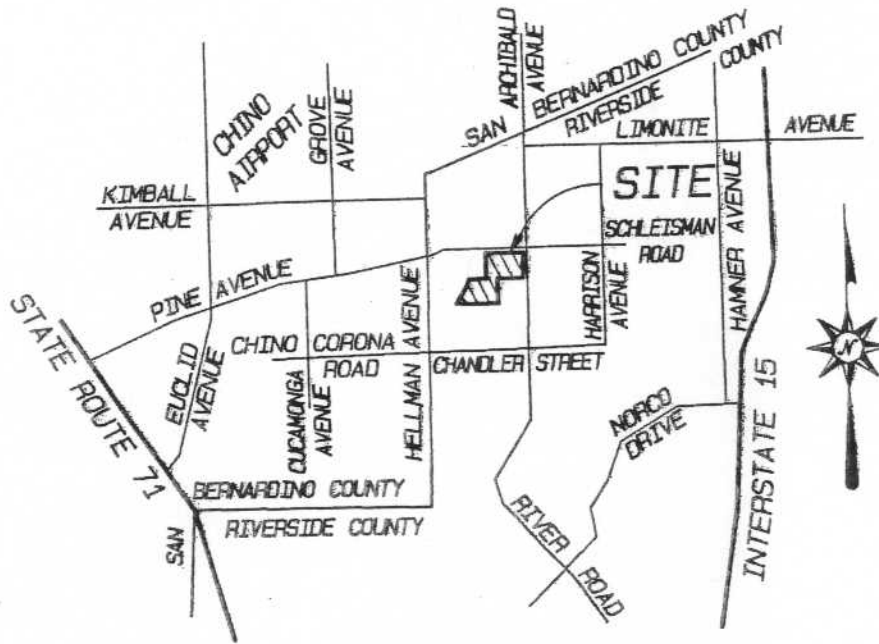 ARCHIBALD
AVENUE
SAN BERNARDINO COUNTY
RIVERSIDE COUNTY
CHINO
AIRPORT
GROVE
AVENUE
LIMONITE AVENUE
KIMBALL
AVENUE
SITE
SCHLEISMAN
ROAD
HAMNER AVENUE
PINE AVENUE
HARRISON
AVENUE
N
STATE ROUTE 71
EUCLID
AVENUE
CHINO CORONA
ROAD
CUCAMONGA
AVENUE
HELLMAN AVENUE
CHANDLER STREET
NORCO
DRIVE
INTERSTATE 15
SAN BERNARDINO COUNTY
RIVERSIDE COUNTY
RIVER ROAD